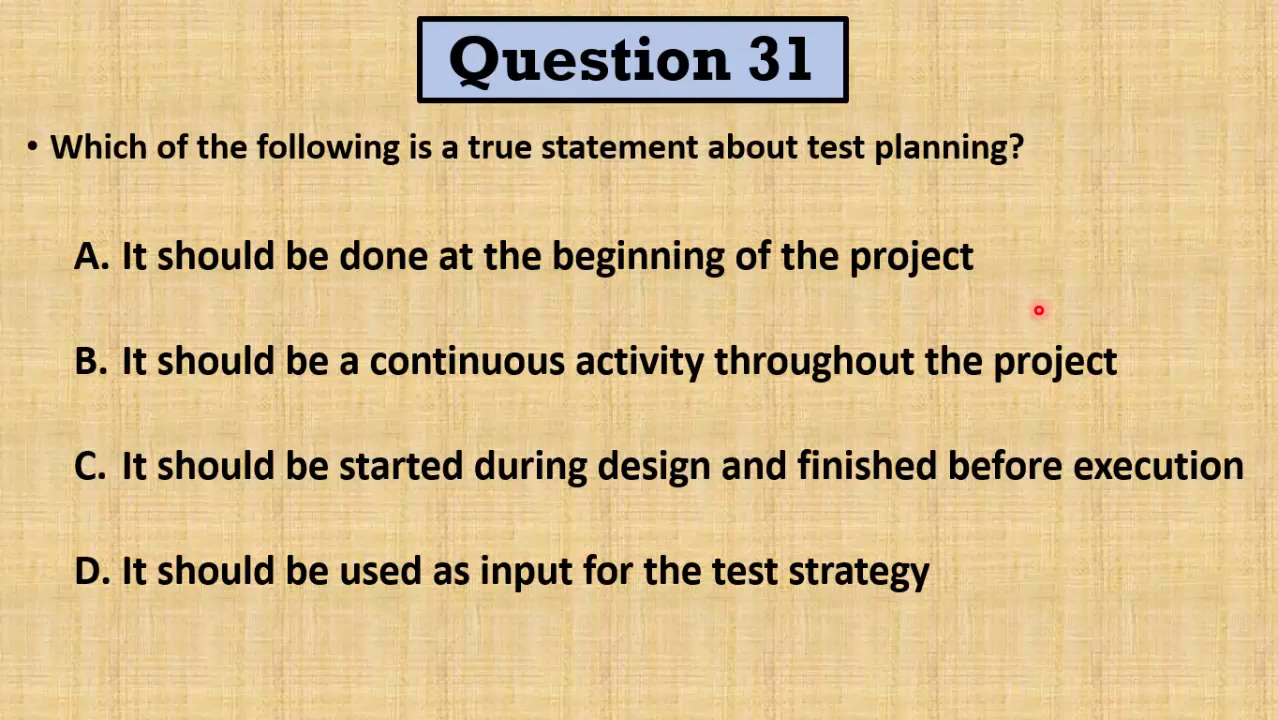 Question 31
• Which of the following is a true statement about test planning?
A. It should be done at the beginning of the project
B. It should be a continuous activity throughout the project
C. It should be started during design and finished before execution
D. It should be used as input for the test strategy